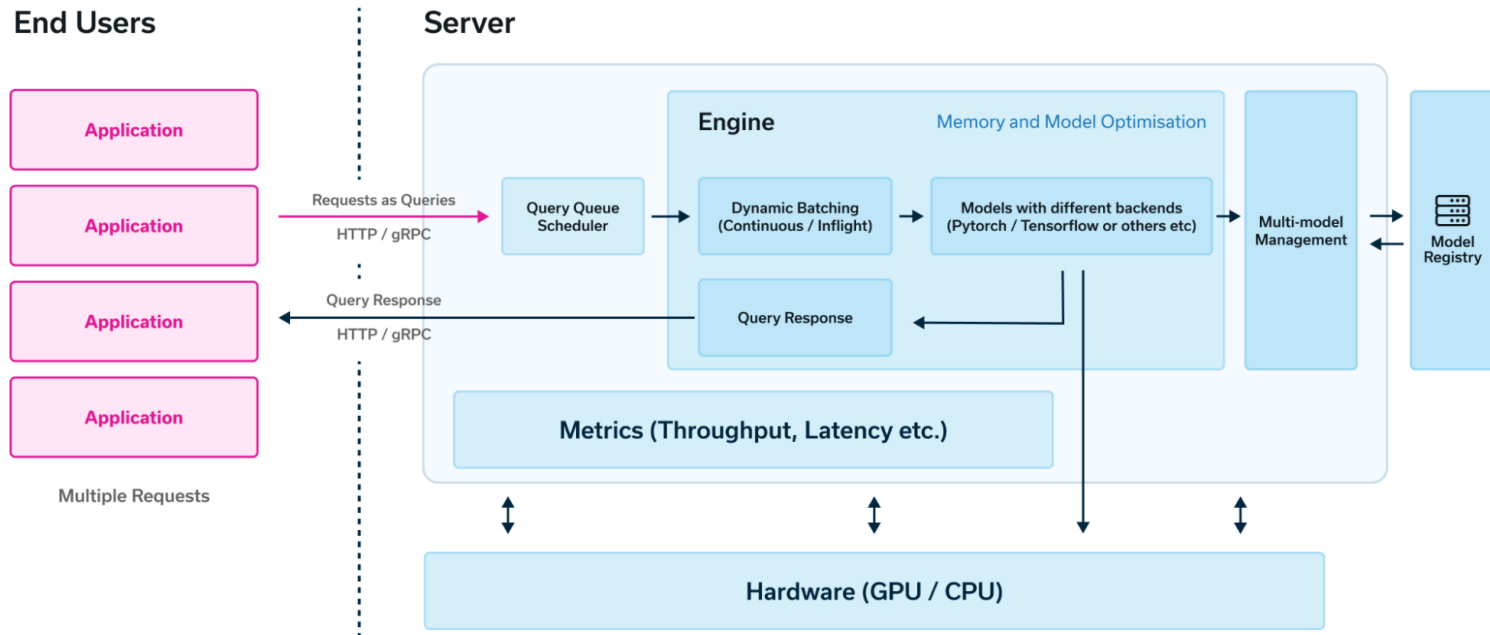 End Users
Server
Application
Application
Application
Application
Multiple Requests
Requests as Queries
HTTP / gRPC
Query Response
HTTP / gRPC
Query Queue
Scheduler
Engine
Memory and Model Optimisation
Dynamic Batching
(Continuous / Inflight)
Models with different backends
(Pytorch / Tensorflow or others etc)
Query Response
Multi-model
Management
Model
Registry
Metrics (Throughput, Latency etc.)
Hardware (GPU / CPU)